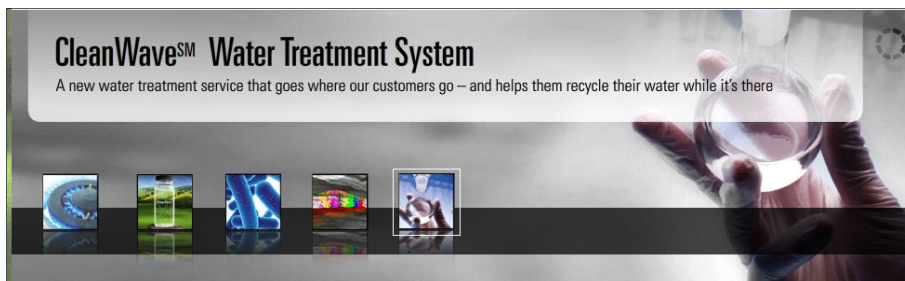 CleanWave℠ Water Treatment System
A new water treatment service that goes where our customers go – and helps them recycle their water while it's there